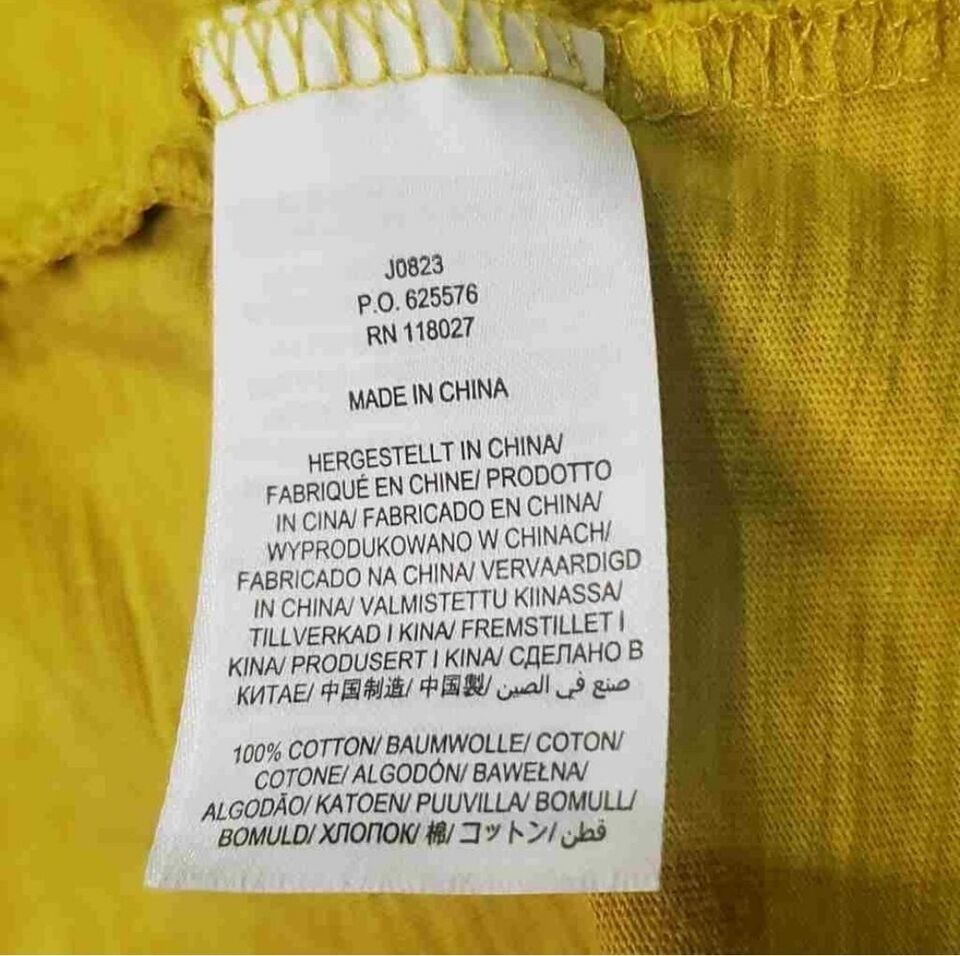 J0823
P.O. 625576
RN 118027
MADE IN CHINA
HERGESTELLT IN CHINA/
FABRIQUÉ EN CHINE/ PRODOTTO
IN CINA/ FABRICADO EN CHINA/
WYPRODUKOWANO W CHINACH/
FABRICADO NA CHINA/ VERVAARDIGD
IN CHINA/ VALMISTETTU KIINASSA/
TILLVERKAD I KINA/ FREMSTILLET I
KINA/ PRODUSERT I KINA/ СДЕЛАНО В
КИТАЕ/ 中国制造/ 中国製/ صنع في الصين
100% COTTON/ BAUMWOLLE/ COTON/
COTONE/ ALGODÓN/ BAWEŁNA/
ALGODÃO/ KATOEN/ PUUVILLA/ BOMULL/
BOMULD/ ХЛОПОК/ 棉/ コットン/ قطن